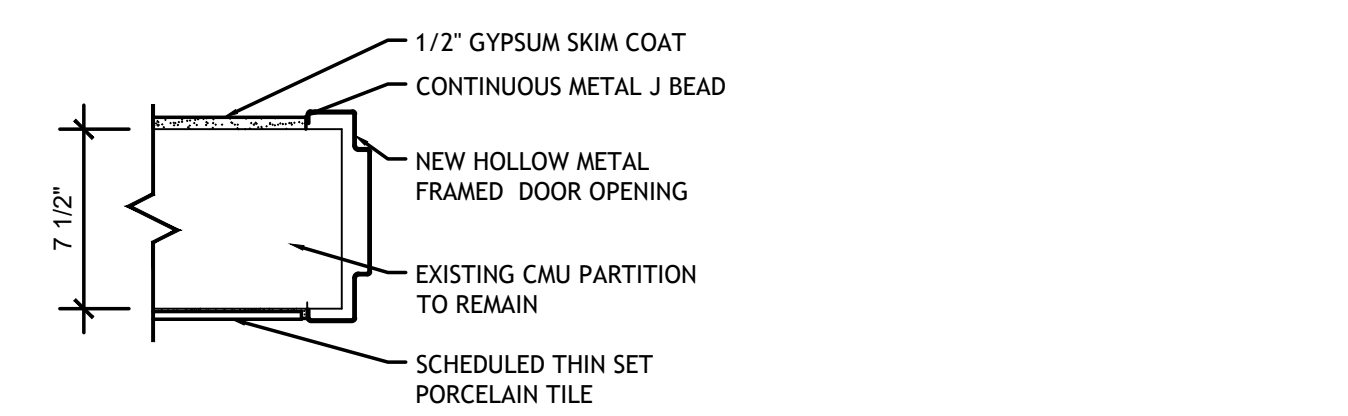 1/2" GYPSUM SKIM COAT
CONTINUOUS METAL J BEAD
NEW HOLLOW METAL
FRAMED DOOR OPENING
7 1/2"
EXISTING CMU PARTITION
TO REMAIN
SCHEDULED THIN SET
PORCELAIN TILE